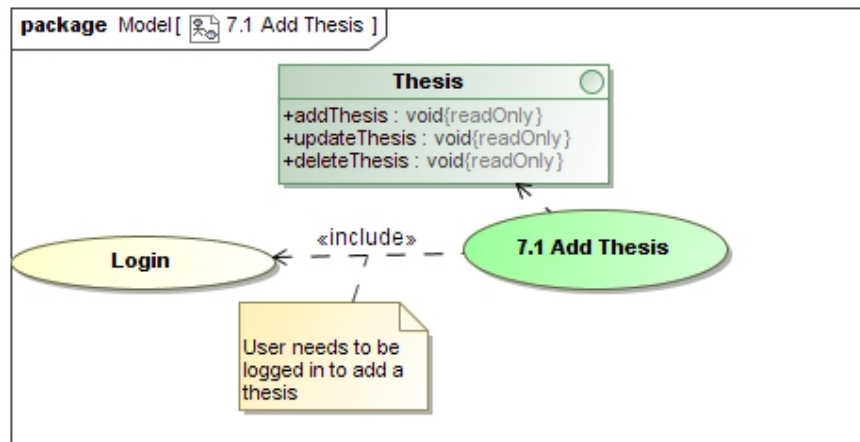 package Model [ 7.1 Add Thesis ]
Thesis
+addThesis : void{readOnly}
+updateThesis : void{readOnly}
+deleteThesis : void{readOnly}
«include»
Login
7.1 Add Thesis
User needs to be
logged in to add a
thesis